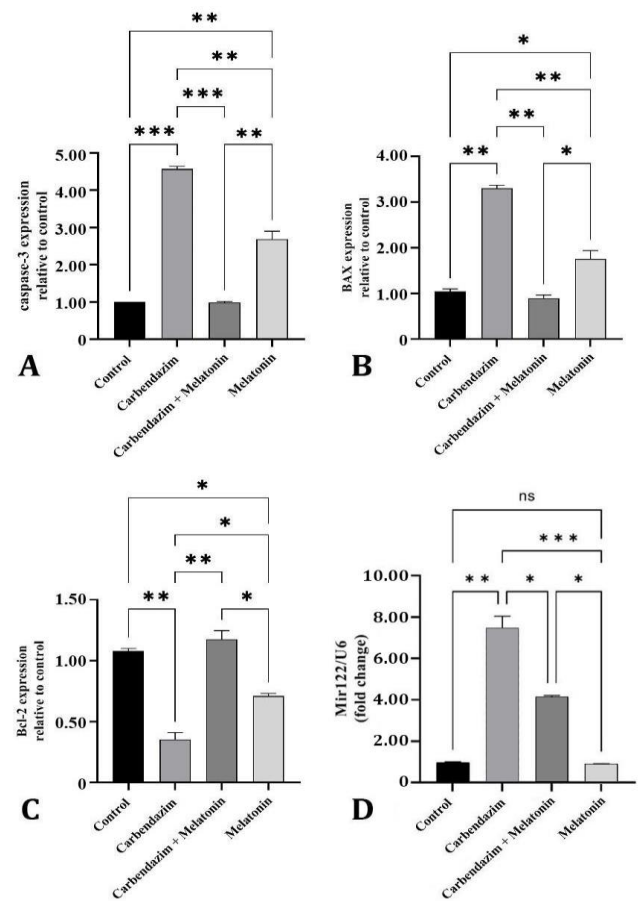 **
**
***
***
**
caspase-3 expression
relative to control
5.00
4.00
3.00
2.00
1.00
0
Control
Carbendazim
Carbendazim + Melatonin
Melatonin
A
*
**
**
**
*
BAX expression
relative to control
4.00
3.00
2.00
1.00
0
Control
Carbendazim
Carbendazim + Melatonin
Melatonin
B
*
*
**
**
*
Bcl-2 expression
relative to control
1.50
1.00
0.50
0
Control
Carbendazim
Carbendazim + Melatonin
Melatonin
C
ns
***
**
*
*
Mir122/U6
(fold change)
10.00
8.00
6.00
4.00
2.00
0
Control
Carbendazim
Carbendazim + Melatonin
Melatonin
D